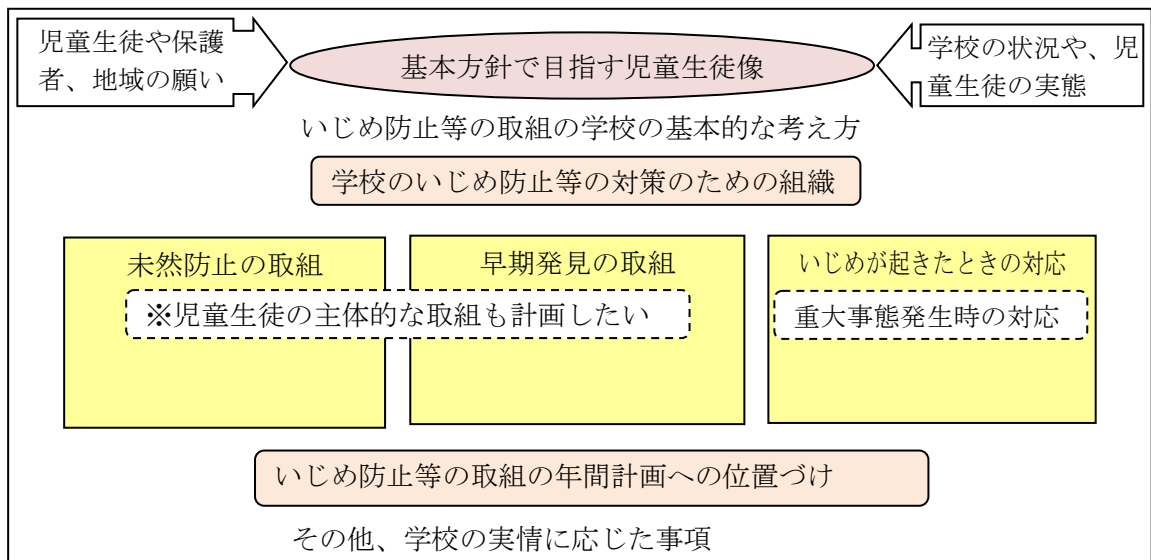 児童生徒や保護
者、地域の願い
基本方針で目指す児童生徒像
学校の状況や、児
童生徒の実態
いじめ防止等の取組の学校の基本的な考え方
学校のいじめ防止等の対策のための組織
未然防止の取組
早期発見の取組
いじめが起きたときの対応
※児童生徒の主体的な取組も計画したい
重大事態発生時の対応
いじめ防止等の取組の年間計画への位置づけ
その他、学校の実情に応じた事項